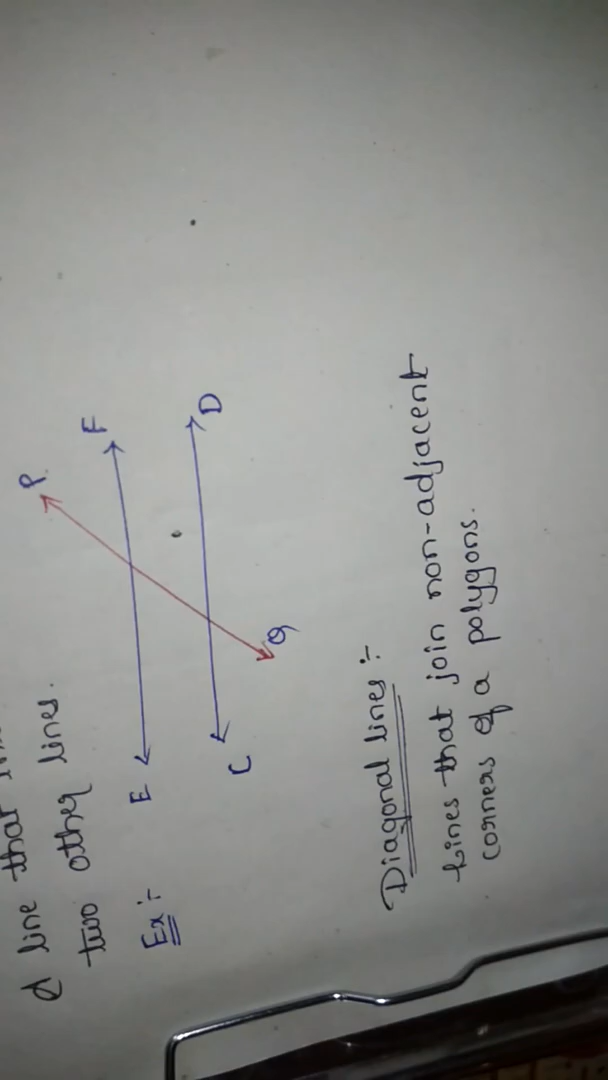 A line that
two other lines.
Ex :-
P
E F
C D
Q
Diagonal lines :-
Lines that join non-adjacent
corners of a polygons.